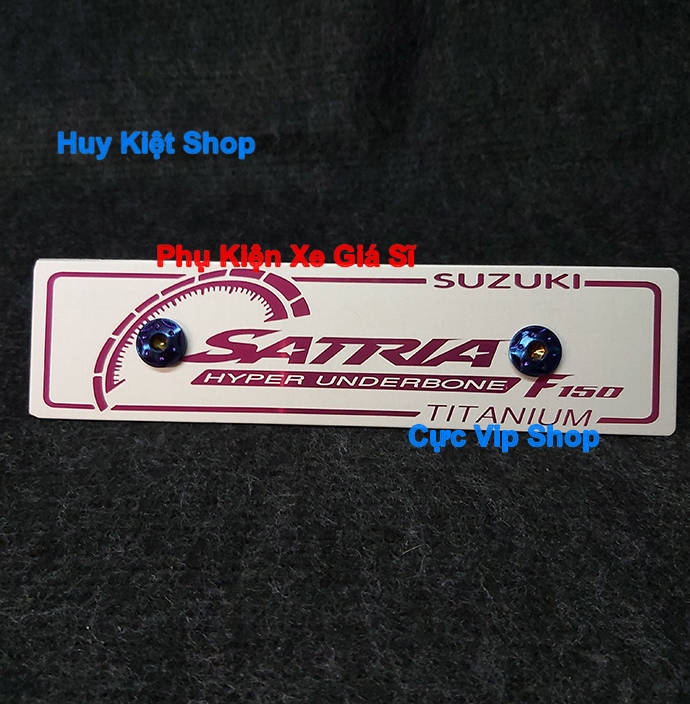 Huy Kiệt Shop
Phụ Kiện Xe Giá Sĩ
SUZUKI
SATRIA
HYPER UNDERBONE F150
TITANIUM
Cực Vip Shop